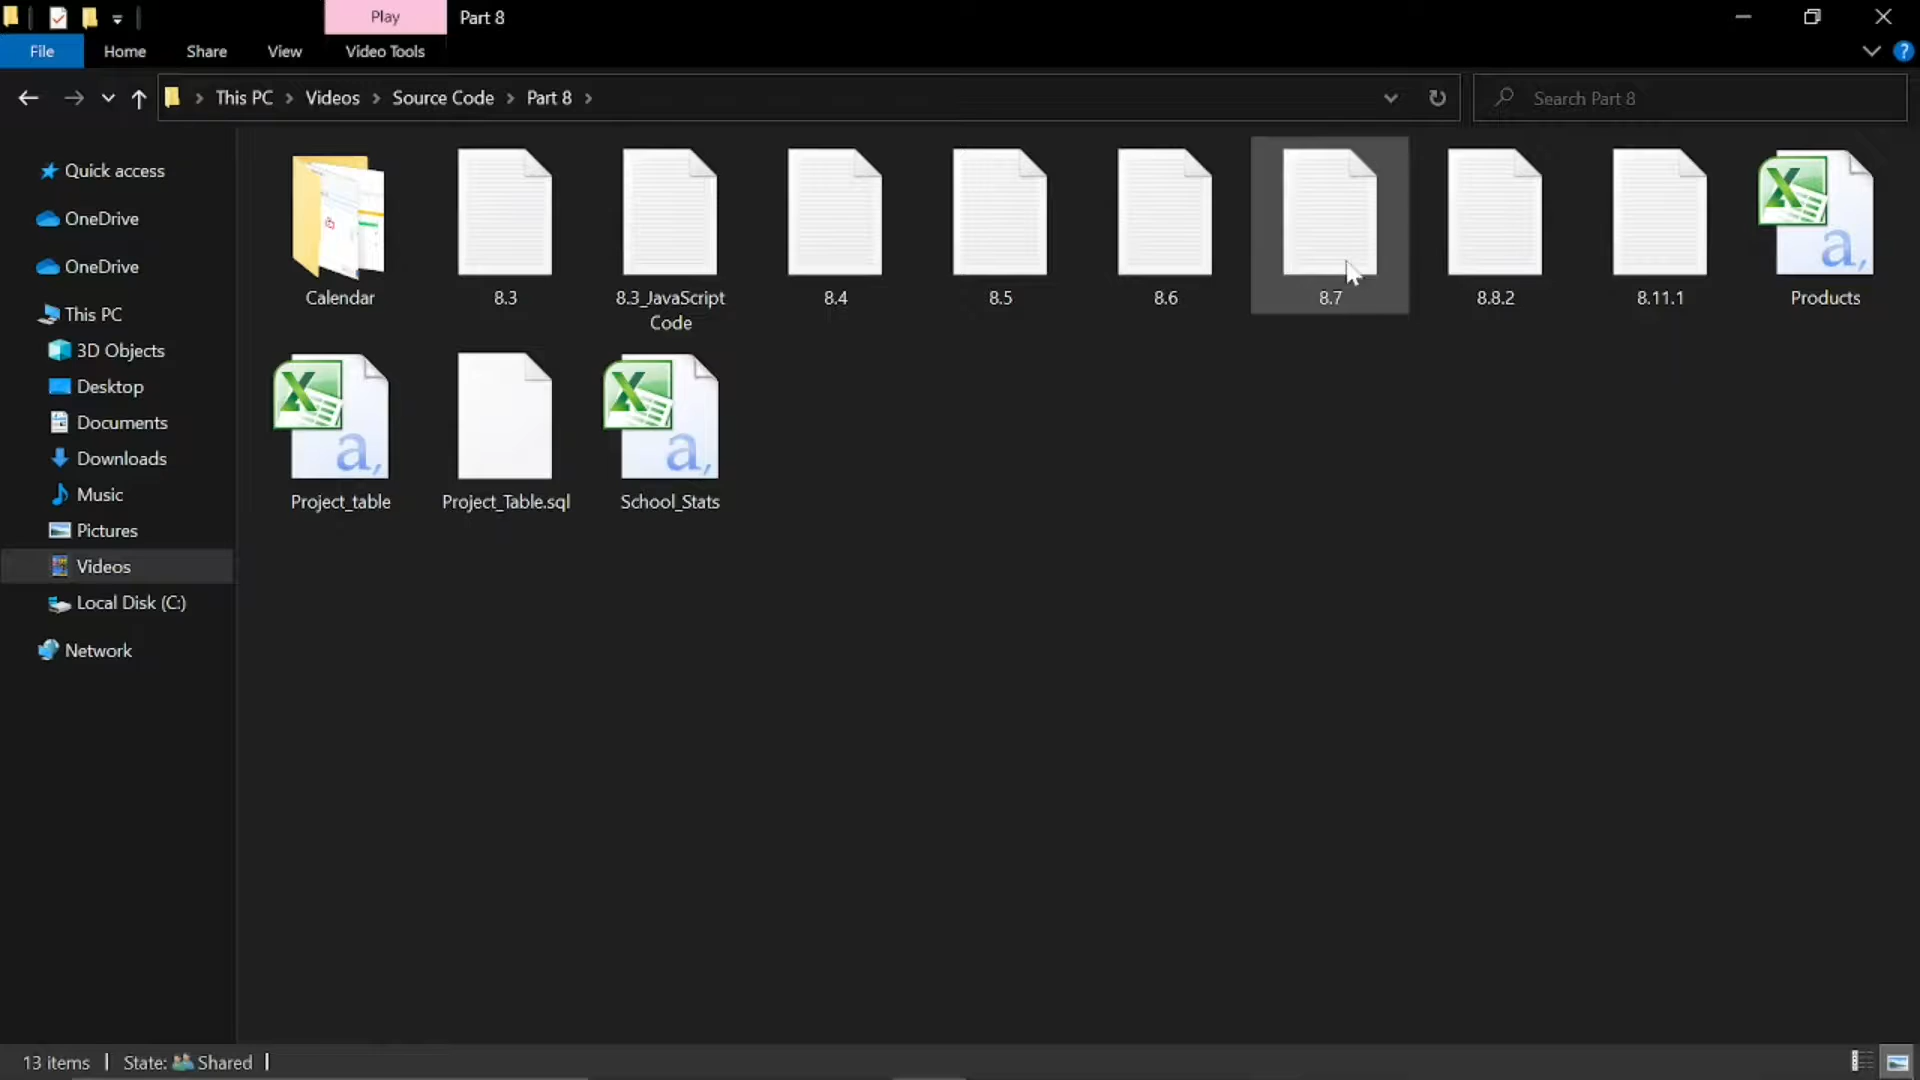 Play
Part 8
File
Home
Share
View
Video Tools
This PC
Videos
Source Code
Part 8
Search Part 8
Quick access
OneDrive
OneDrive
This PC
3D Objects
Desktop
Documents
Downloads
Music
Pictures
Videos
Local Disk (C:)
Network
Calendar
8.3
8.3_JavaScript
Code
8.4
8.5
8.6
8.7
8.8.2
8.11.1
Products
Project_table
Project_Table.sql
School_Stats
13 items
State:
Shared